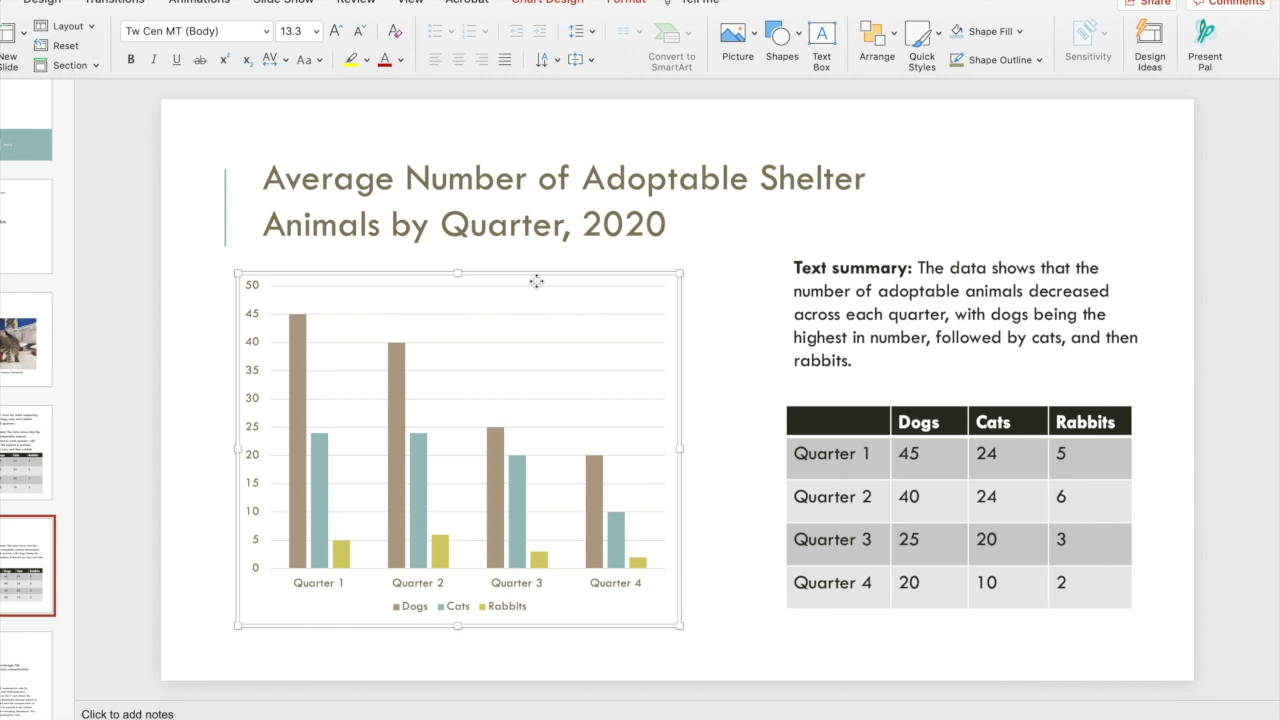 Design Transitions Animations Slide Show Review View Acrobat Chart Design Format Tell me
Share Comments
New Slide
Layout
Reset
Section
Tw Cen MT (Body) 13.3
Convert to SmartArt
Picture
Shapes
Text Box
Arrange
Quick Styles
Shape Fill
Shape Outline
Sensitivity
Design Ideas
Present Pal
Average Number of Adoptable Shelter
Animals by Quarter, 2020
50
45
40
35
30
25
20
15
10
5
0
Quarter 1 Quarter 2 Quarter 3 Quarter 4
Dogs Cats Rabbits
Text summary: The data shows that the
number of adoptable animals decreased
across each quarter, with dogs being the
highest in number, followed by cats, and then
rabbits.
Dogs Cats Rabbits
Quarter 1 45 24 5
Quarter 2 40 24 6
Quarter 3 25 20 3
Quarter 4 20 10 2
Click to add notes